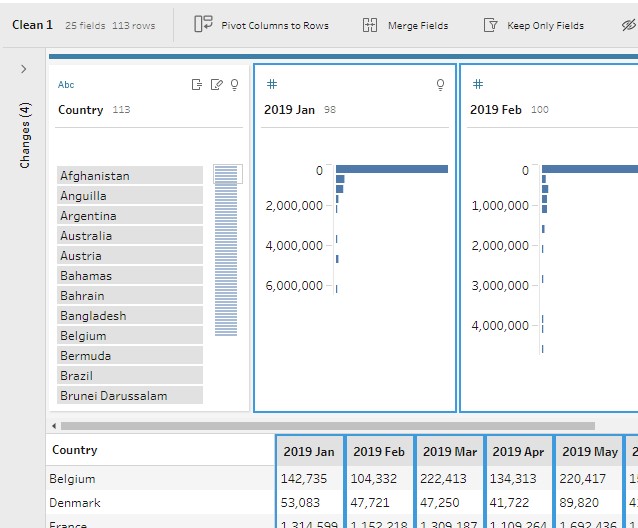 Clean 1 25 fields 113 rows Pivot Columns to Rows Merge Fields Keep Only Fields
Changes (4)
Abc
Country 113
Afghanistan
Anguilla
Argentina
Australia
Austria
Bahamas
Bahrain
Bangladesh
Belgium
Bermuda
Brazil
Brunei Darussalam
#
2019 Jan 98
0
2,000,000
4,000,000
6,000,000
#
2019 Feb 100
0
1,000,000
2,000,000
3,000,000
4,000,000
Country 2019 Jan 2019 Feb 2019 Mar 2019 Apr 2019 May 2
Belgium 142,735 104,332 222,413 134,313 220,417
Denmark 53,083 47,721 47,250 41,722 89,820
France 1,314,599 1,152,218 1,309,187 1,109,264 1,692,436